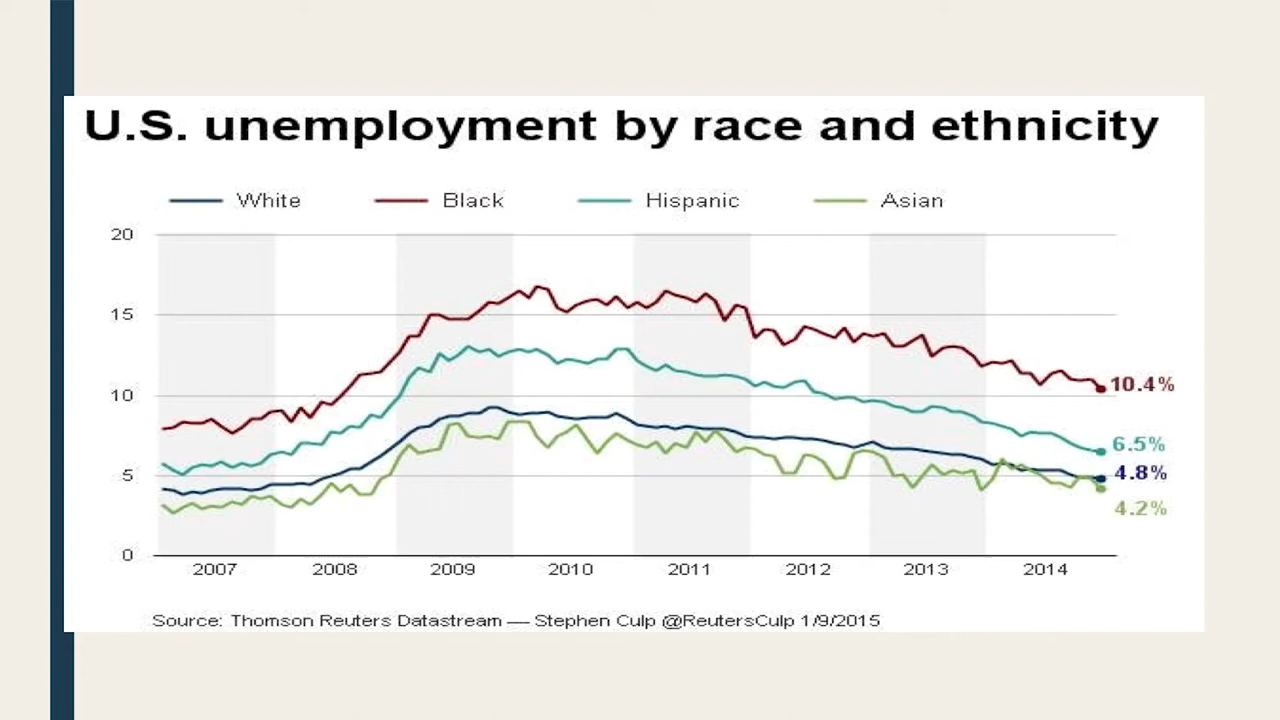 U.S. unemployment by race and ethnicity
White Black Hispanic Asian
20
15
10
5
0
10.4%
6.5%
4.8%
4.2%
2007 2008 2009 2010 2011 2012 2013 2014
Source: Thomson Reuters Datastream — Stephen Culp @ReutersCulp 1/9/2015